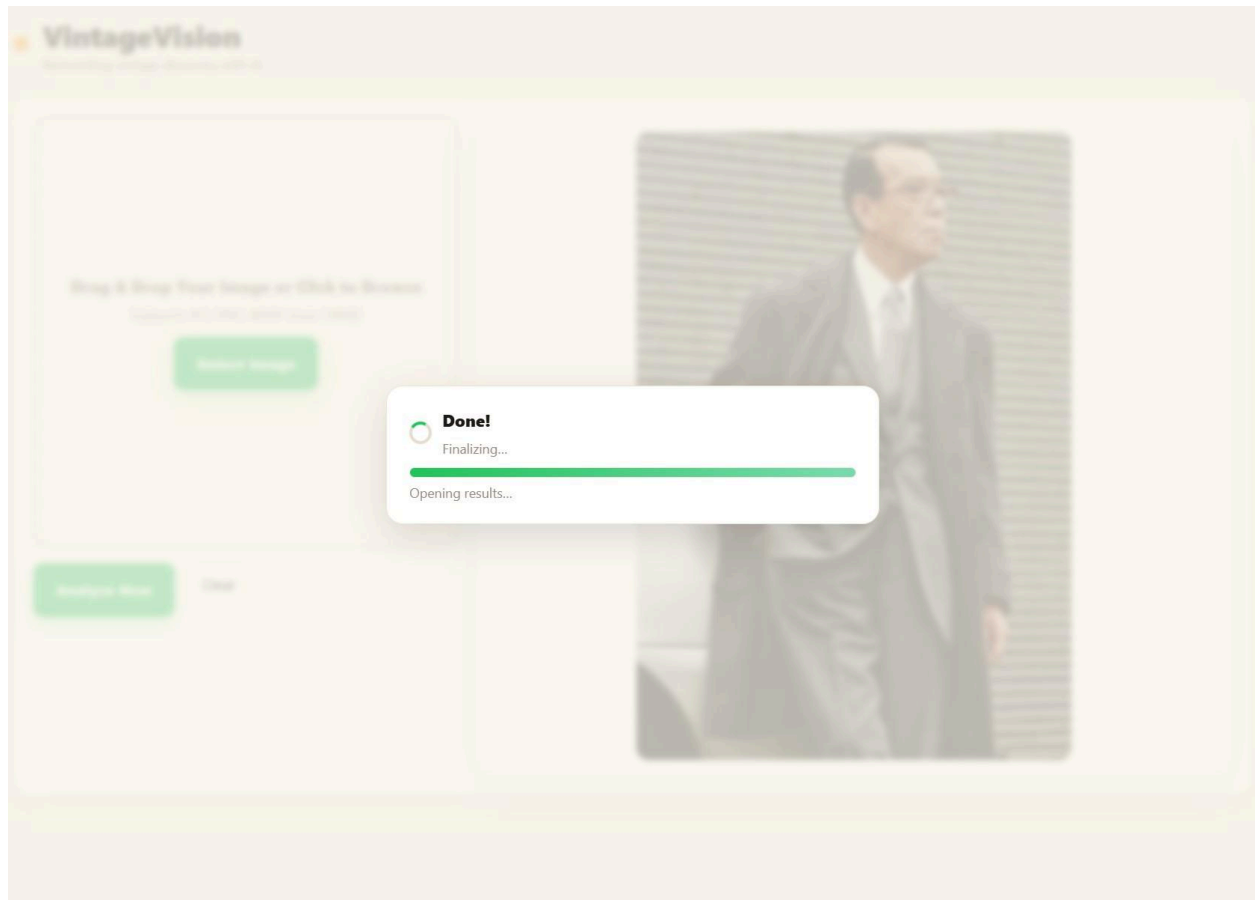 VintageVision
Drag & Drop Your Image or Click to Browse
Select Image
Done!
Finalizing...
Opening results...
Analyze Now
Clear